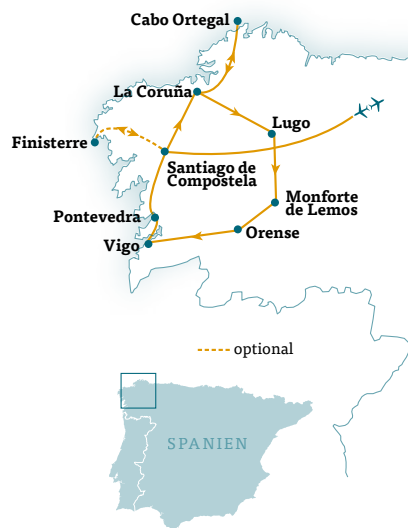 Cabo Ortegal
La Coruña
Lugo
Finisterre
Santiago de
Compostela
Monforte
de Lemos
Pontevedra
Orense
Vigo
optional
SPANIEN